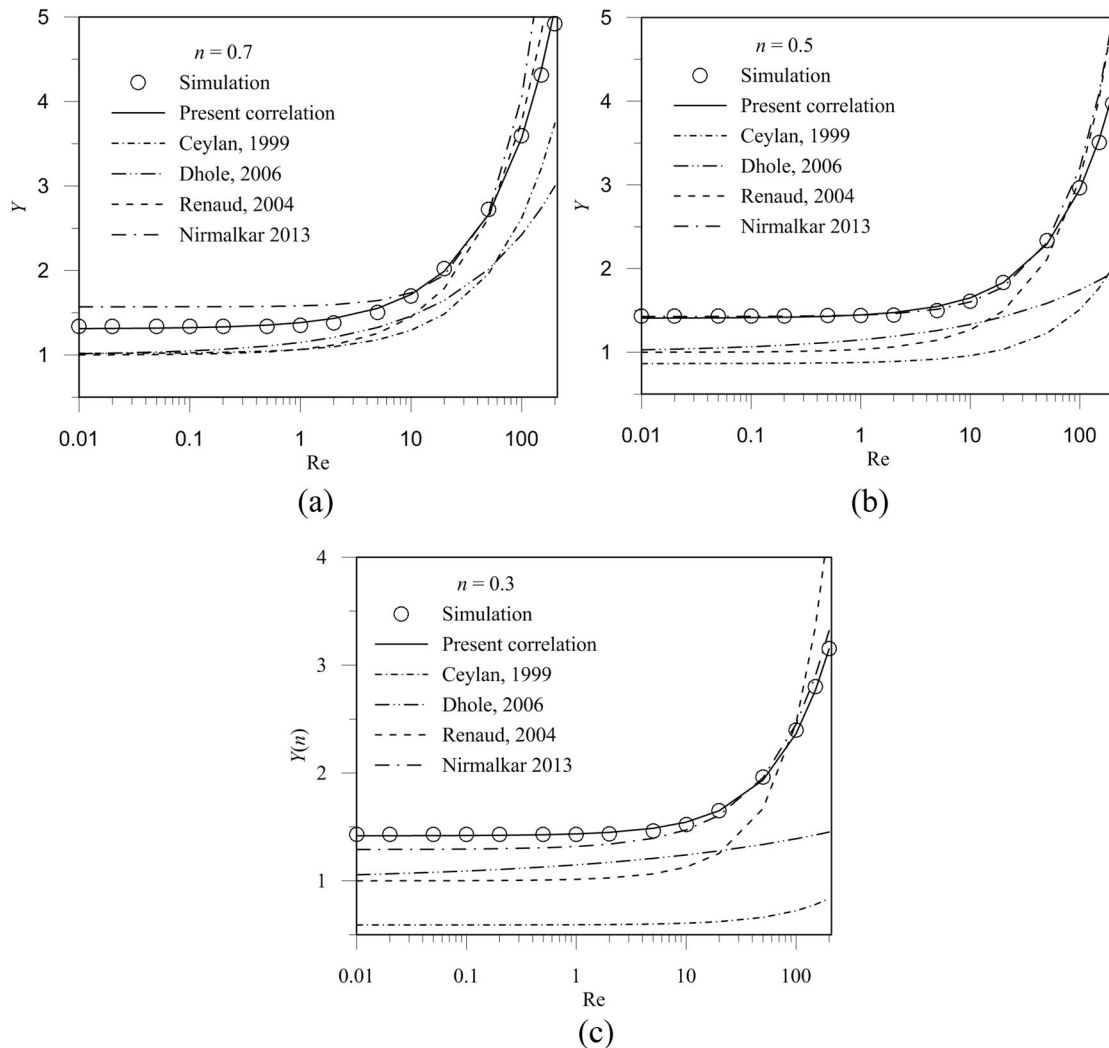 5
4
3
2
1
Y
n = 0.7
Simulation
Present correlation
Ceylan, 1999
Dhole, 2006
Renaud, 2004
Nirmalkar 2013
0.01 0.1 1 10 100
Re
(a)
5
4
3
2
1
Y
n = 0.5
Simulation
Present correlation
Ceylan, 1999
Dhole, 2006
Renaud, 2004
Nirmalkar 2013
0.01 0.1 1 10 100
Re
(b)
4
3
2
1
Y(n)
n = 0.3
Simulation
Present correlation
Ceylan, 1999
Dhole, 2006
Renaud, 2004
Nirmalkar 2013
0.01 0.1 1 10 100
Re
(c)